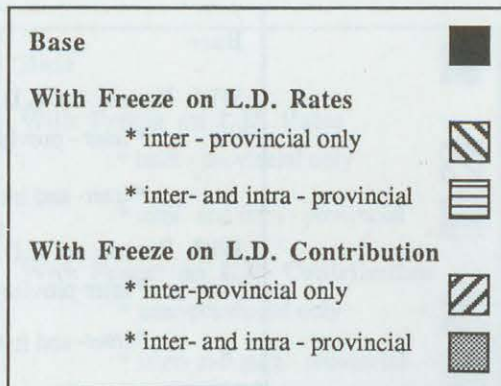 Base
With Freeze on L.D. Rates
* inter - provincial only
* inter- and intra - provincial
With Freeze on L.D. Contribution
* inter-provincial only
* inter- and intra - provincial